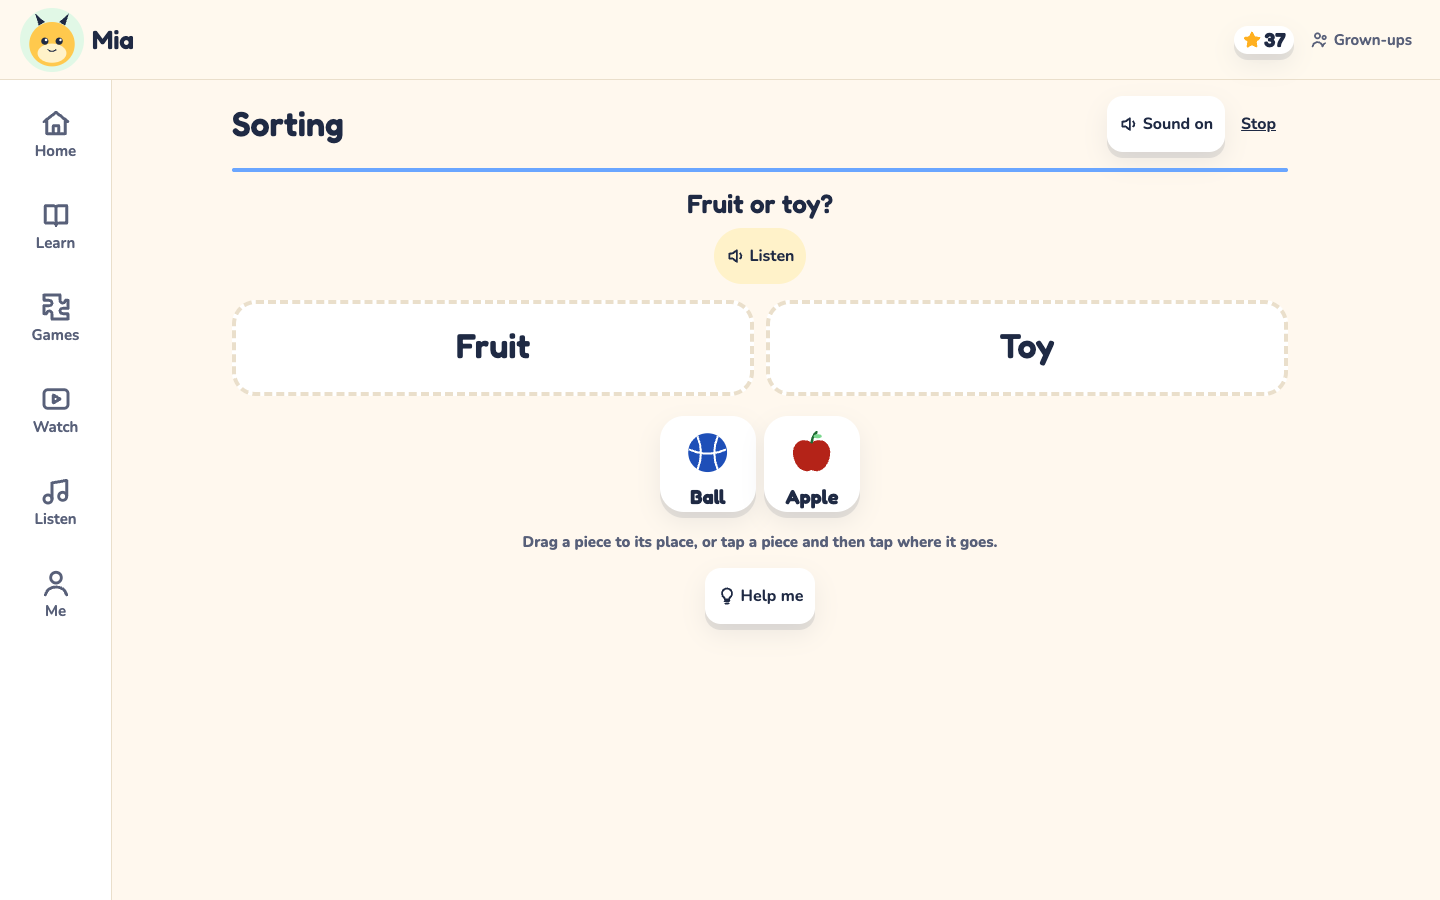 Mia
37
Grown-ups
Home
Learn
Games
Watch
Listen
Me
Sorting
Sound on
Stop
Fruit or toy?
Listen
Fruit
Toy
Ball
Apple
Drag a piece to its place, or tap a piece and then tap where it goes.
Help me